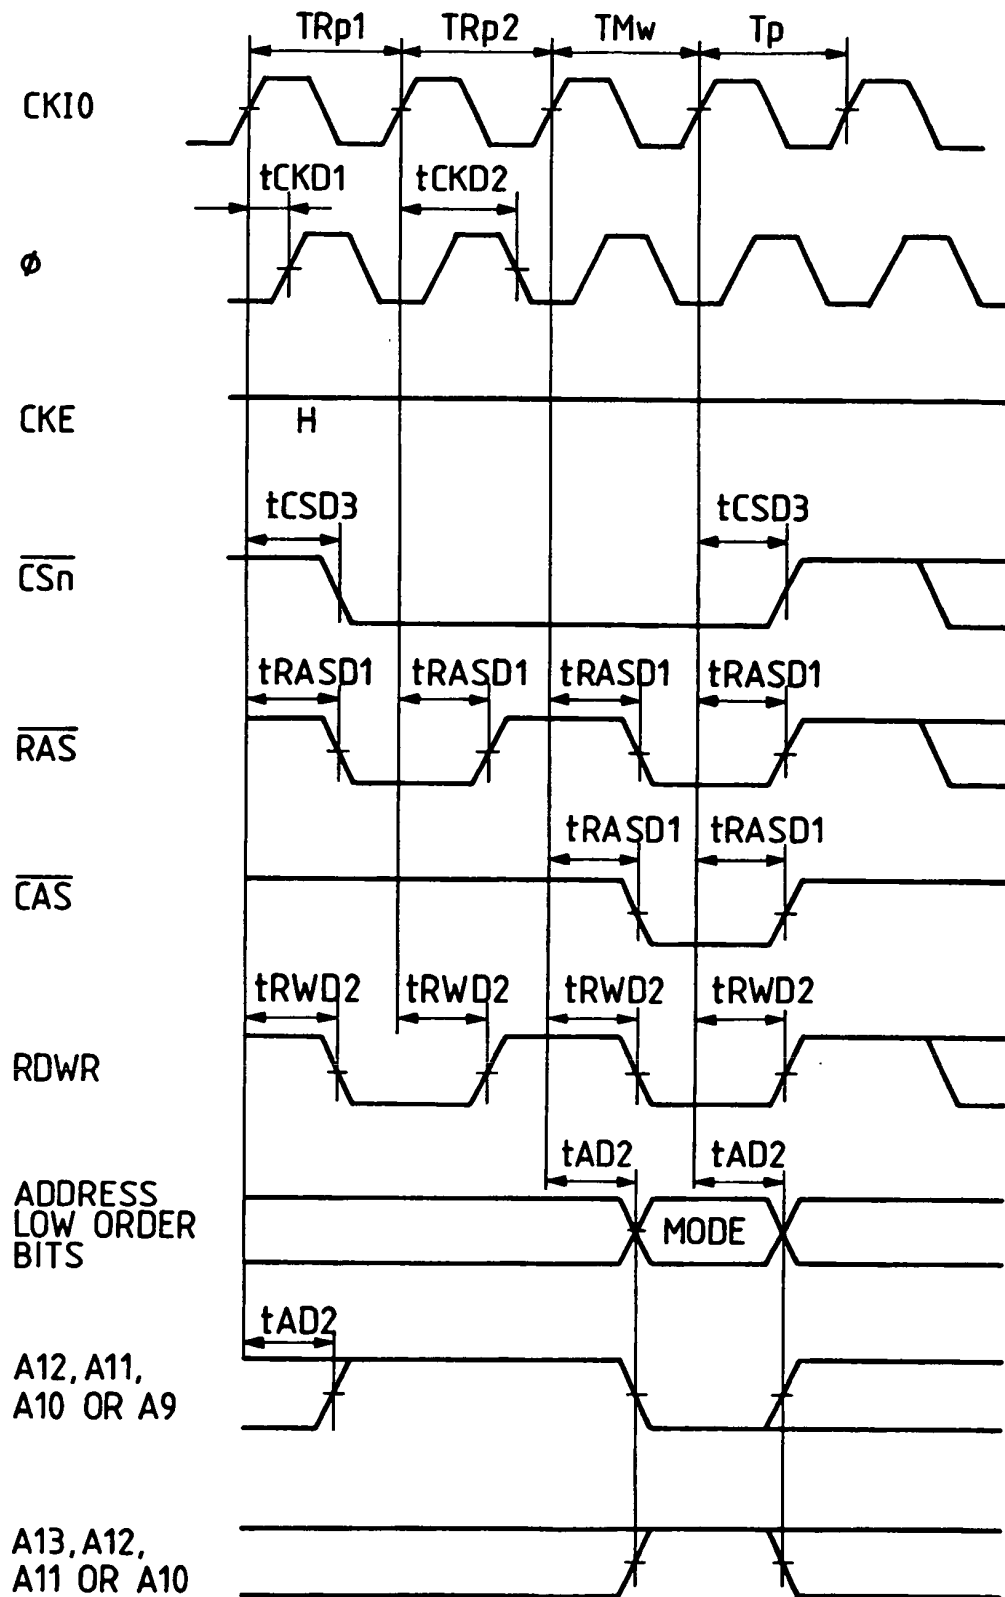 TRp1 TRp2 TMw Tp
CKIO
tCKD1 tCKD2
ø
CKE H
tCSD3 tCSD3
CSn
tRASD1 tRASD1 tRASD1 tRASD1
RAS
tRASD1 tRASD1
CAS
tRWD2 tRWD2 tRWD2 tRWD2
RDWR
tAD2 tAD2
ADDRESS
LOW ORDER
BITS
MODE
tAD2
A12, A11,
A10 OR A9
A13, A12,
A11 OR A10